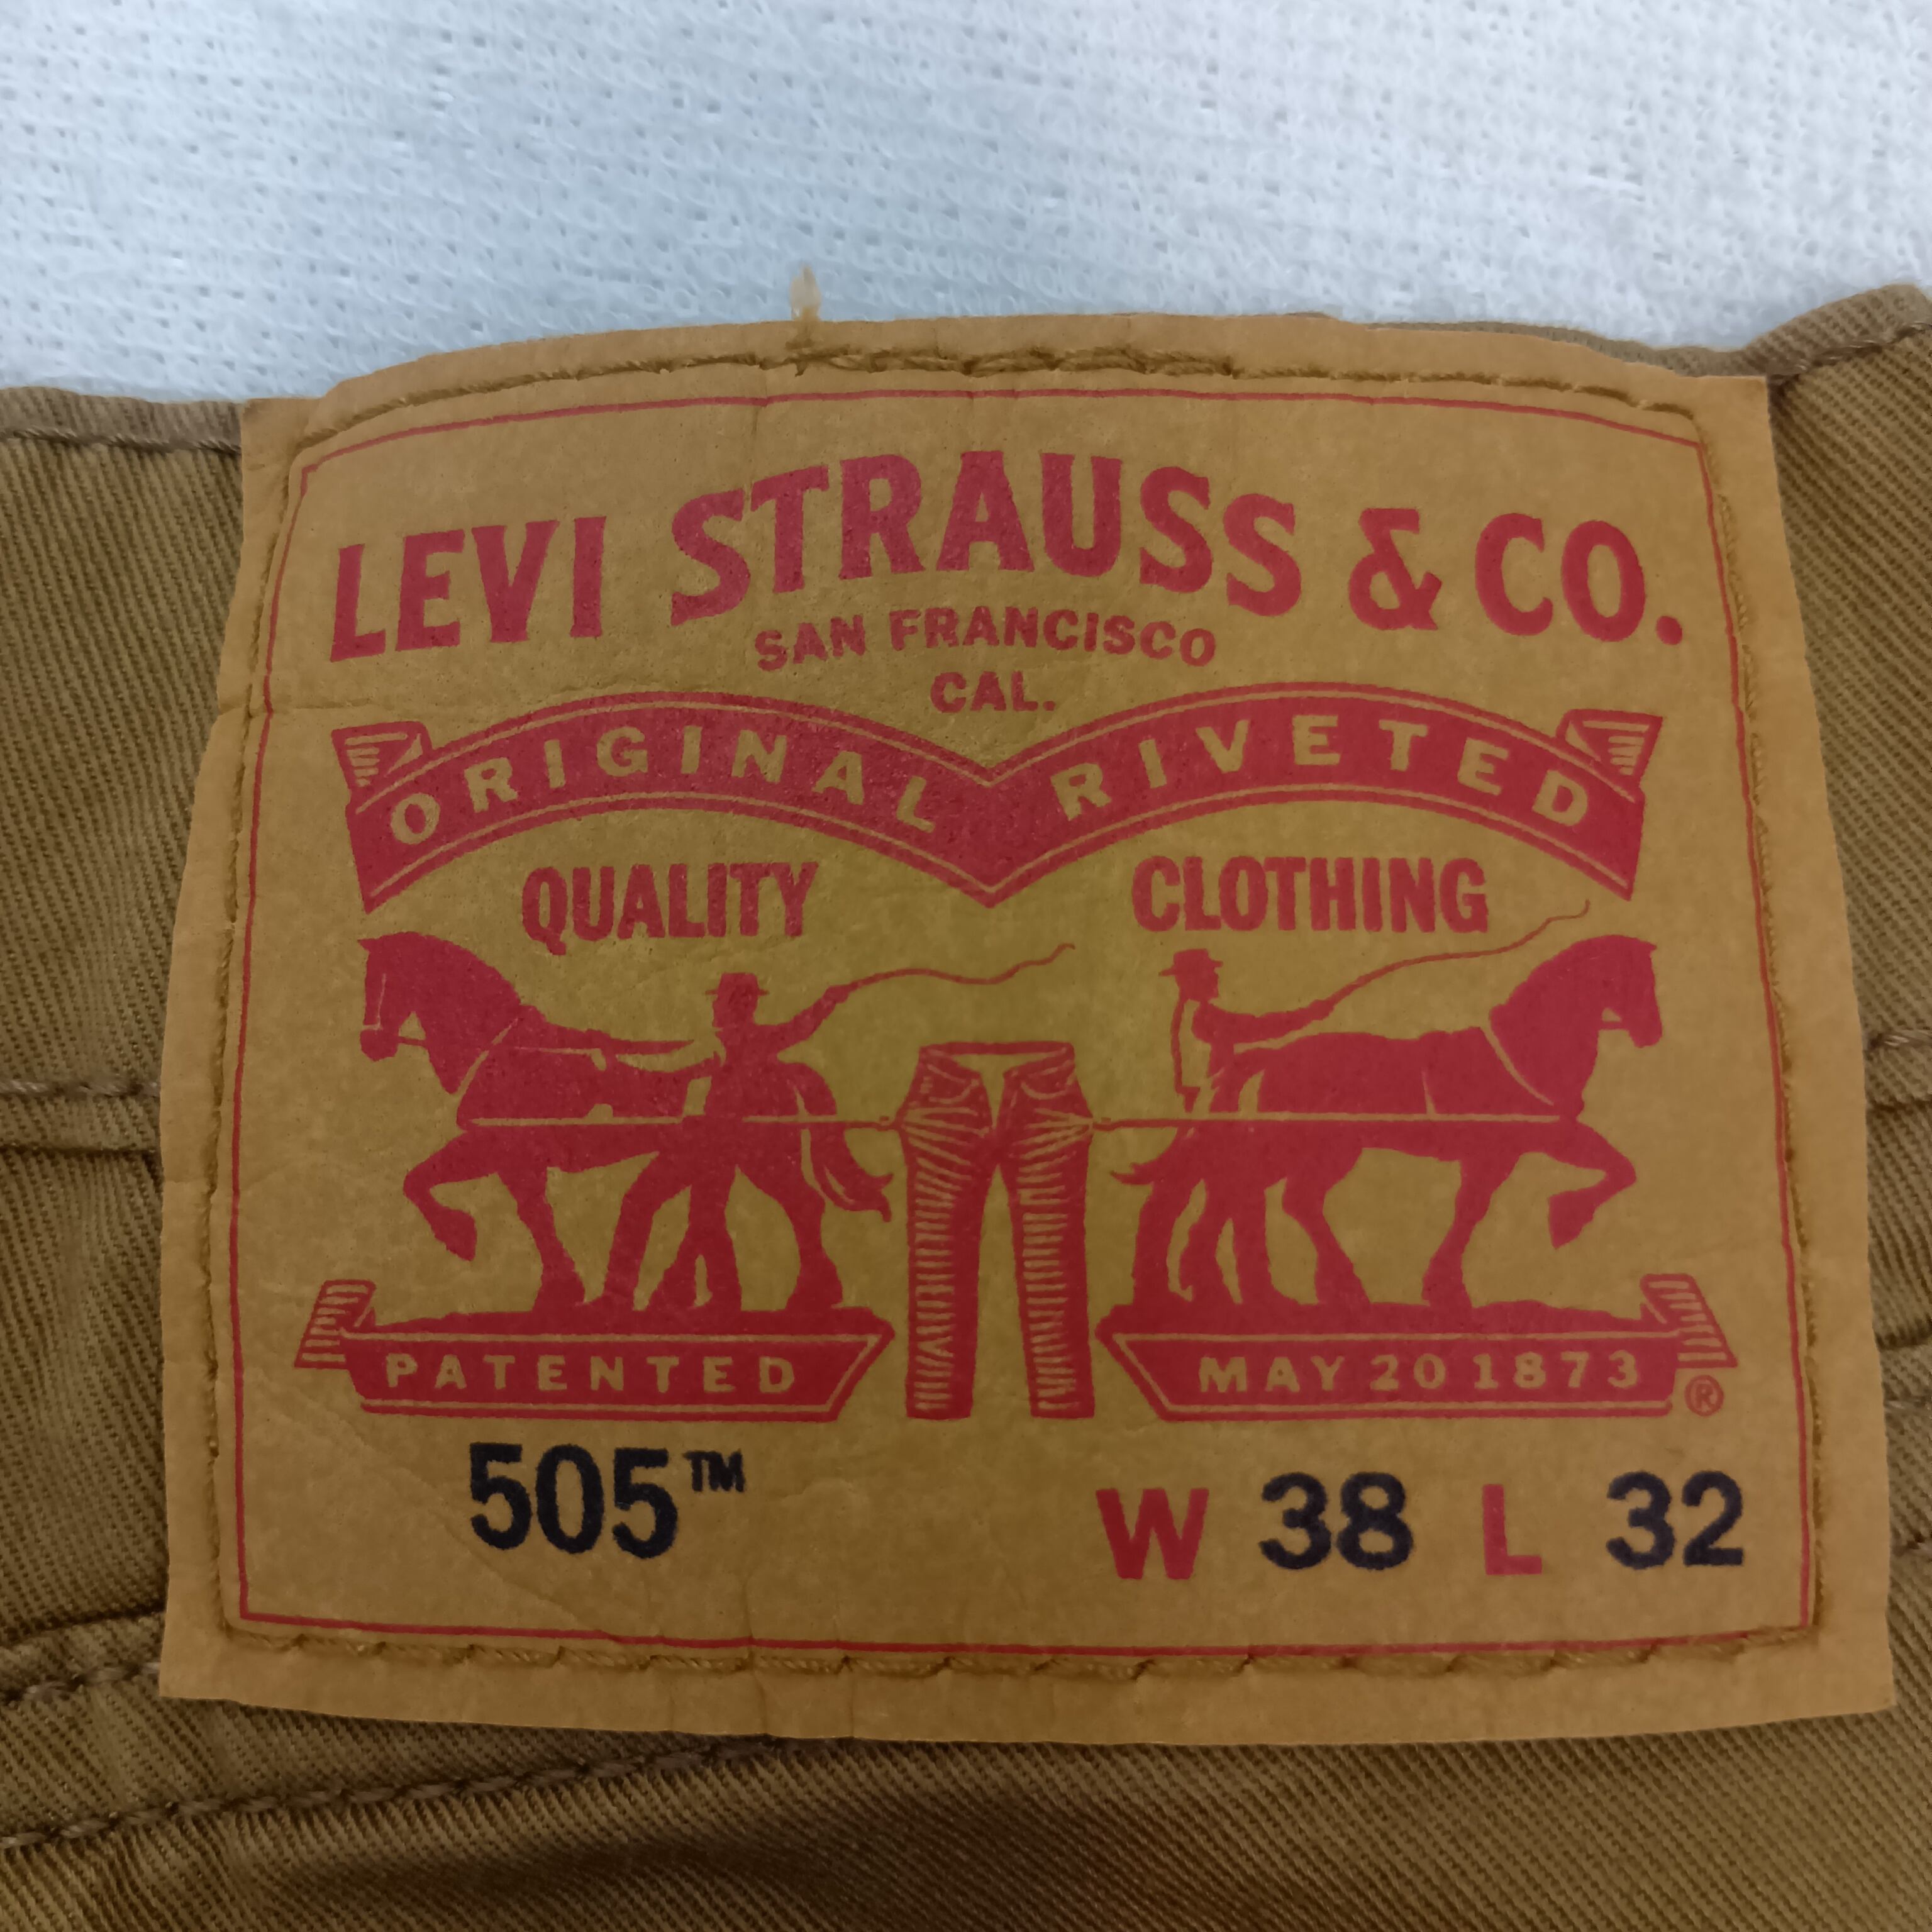 LEVI STRAUSS & CO.
SAN FRANCISCO
CAL.
ORIGINAL RIVETED
QUALITY CLOTHING
PATENTED MAY 20 1873 ®
505™ W 38 L 32